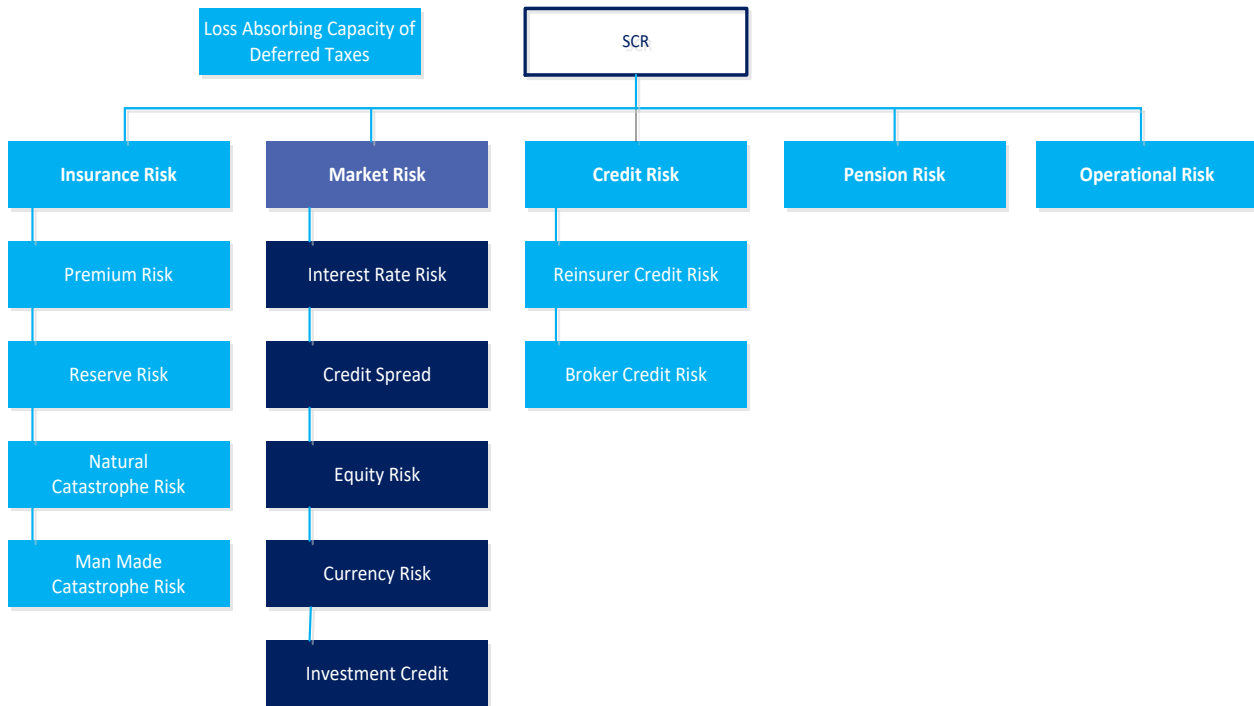 Loss Absorbing Capacity of
Deferred Taxes
SCR
Insurance Risk
Market Risk
Credit Risk
Pension Risk
Operational Risk
Premium Risk
Interest Rate Risk
Reinsurer Credit Risk
Reserve Risk
Credit Spread
Broker Credit Risk
Natural
Catastrophe Risk
Equity Risk
Man Made
Catastrophe Risk
Currency Risk
Investment Credit